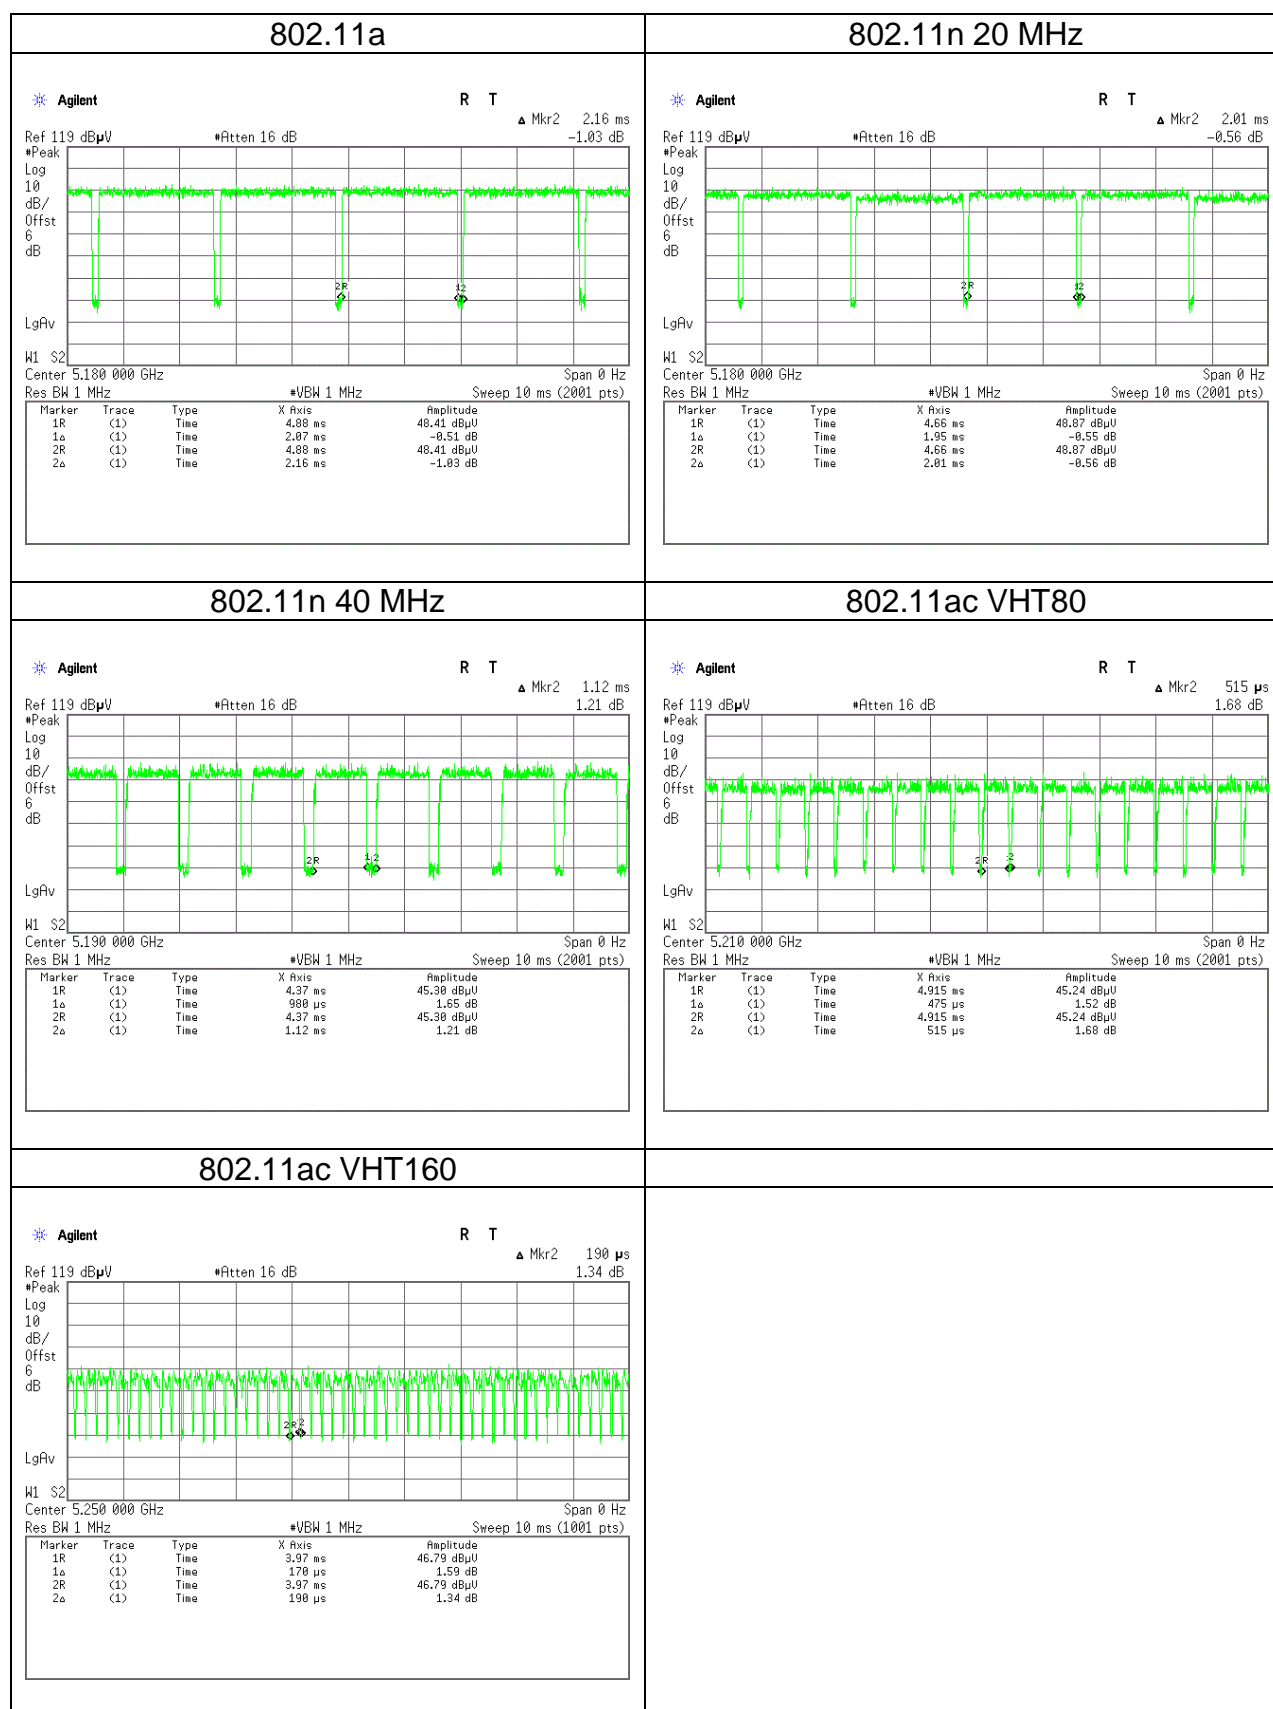 802.11a
Agilent R T
Δ Mkr2 2.16 ms
Ref 119 dBµV #Atten 16 dB -1.03 dB
#Peak
Log
10
dB/
Offst
6
dB
2R 1 2
LgAv
W1 S2
Center 5.180 000 GHz Span 0 Hz
Res BW 1 MHz #VBW 1 MHz Sweep 10 ms (2001 pts)
Marker Trace Type X Axis Amplitude
1R (1) Time 4.88 ms 48.41 dBµV
1Δ (1) Time 2.07 ms -0.51 dB
2R (1) Time 4.88 ms 48.41 dBµV
2Δ (1) Time 2.16 ms -1.03 dB
802.11n 20 MHz
Agilent R T
Δ Mkr2 2.01 ms
Ref 119 dBµV #Atten 16 dB -0.56 dB
#Peak
Log
10
dB/
Offst
6
dB
2R 12
LgAv
W1 S2
Center 5.180 000 GHz Span 0 Hz
Res BW 1 MHz #VBW 1 MHz Sweep 10 ms (2001 pts)
Marker Trace Type X Axis Amplitude
1R (1) Time 4.66 ms 48.87 dBµV
1Δ (1) Time 1.95 ms -0.55 dB
2R (1) Time 4.66 ms 48.87 dBµV
2Δ (1) Time 2.01 ms -0.56 dB
802.11n 40 MHz
Agilent R T
Δ Mkr2 1.12 ms
Ref 119 dBµV #Atten 16 dB 1.21 dB
#Peak
Log
10
dB/
Offst
6
dB
2R 1 2
LgAv
W1 S2
Center 5.190 000 GHz Span 0 Hz
Res BW 1 MHz #VBW 1 MHz Sweep 10 ms (2001 pts)
Marker Trace Type X Axis Amplitude
1R (1) Time 4.37 ms 45.30 dBµV
1Δ (1) Time 980 µs 1.65 dB
2R (1) Time 4.37 ms 45.30 dBµV
2Δ (1) Time 1.12 ms 1.21 dB
802.11ac VHT80
Agilent R T
Δ Mkr2 515 µs
Ref 119 dBµV #Atten 16 dB 1.68 dB
#Peak
Log
10
dB/
Offst
6
dB
2R 2
LgAv
W1 S2
Center 5.210 000 GHz Span 0 Hz
Res BW 1 MHz #VBW 1 MHz Sweep 10 ms (2001 pts)
Marker Trace Type X Axis Amplitude
1R (1) Time 4.915 ms 45.24 dBµV
1Δ (1) Time 475 µs 1.52 dB
2R (1) Time 4.915 ms 45.24 dBµV
2Δ (1) Time 515 µs 1.68 dB
802.11ac VHT160
Agilent R T
Δ Mkr2 190 µs
Ref 119 dBµV #Atten 16 dB 1.34 dB
#Peak
Log
10
dB/
Offst
6
dB
2R 2
LgAv
W1 S2
Center 5.250 000 GHz Span 0 Hz
Res BW 1 MHz #VBW 1 MHz Sweep 10 ms (1001 pts)
Marker Trace Type X Axis Amplitude
1R (1) Time 3.97 ms 46.79 dBµV
1Δ (1) Time 170 µs 1.59 dB
2R (1) Time 3.97 ms 46.79 dBµV
2Δ (1) Time 190 µs 1.34 dB